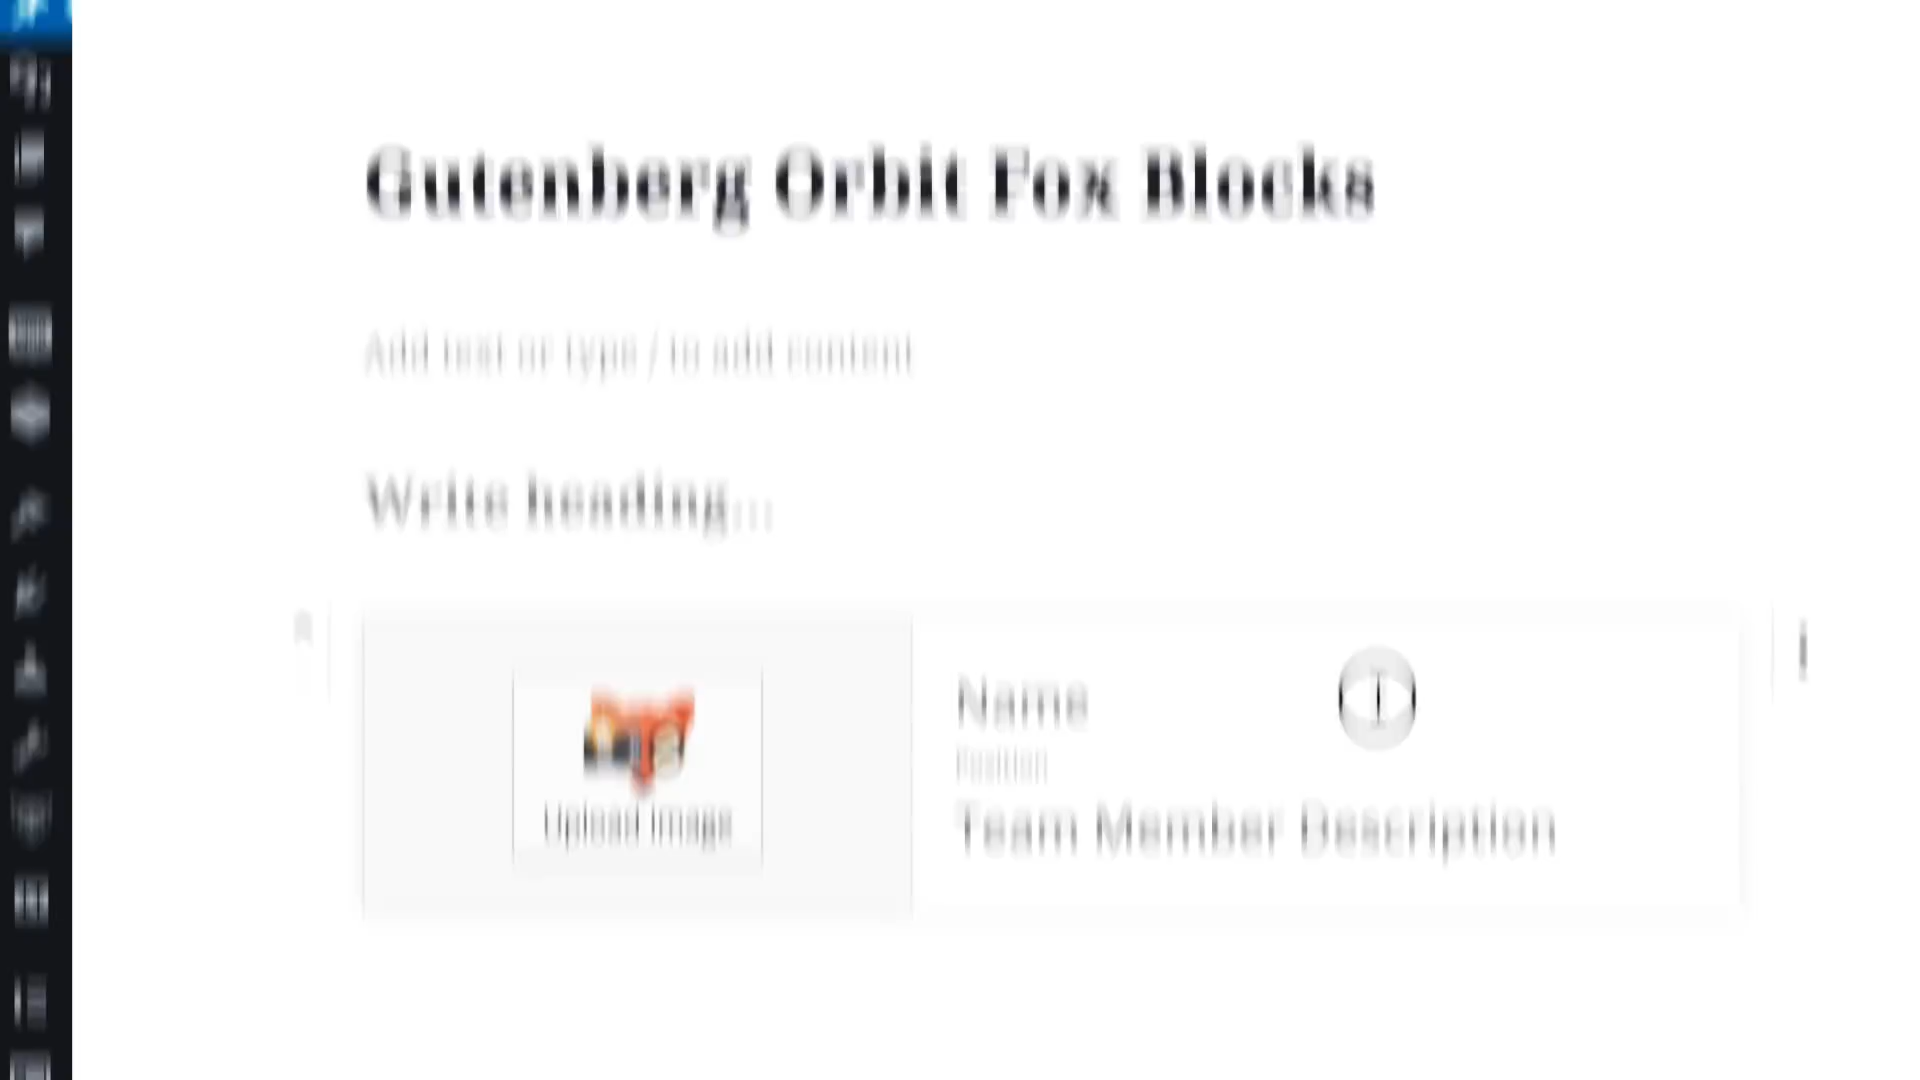 Gutenberg Orbit Fox Blocks
Add text or type / to add content
Write heading...
Upload Image
Name
Position
Team Member Description